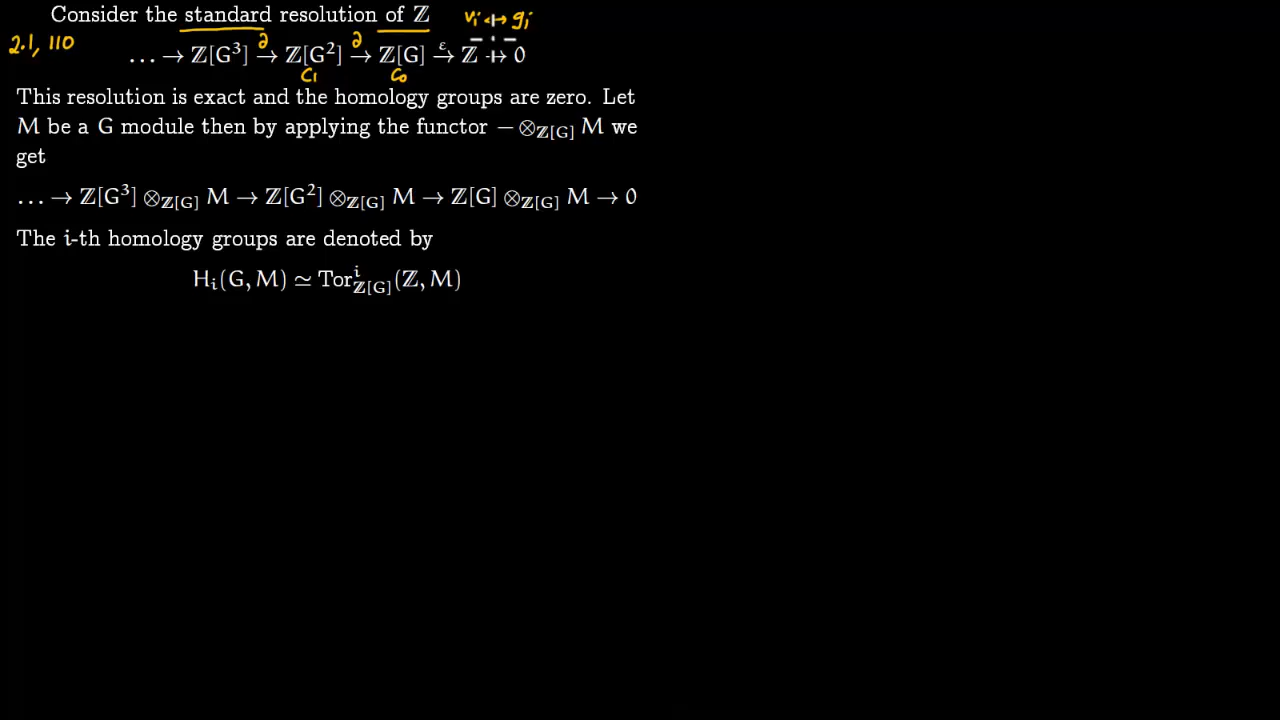 Consider the standard resolution of ℤ
vᵢ ↔ gᵢ
2.1, 110
… → ℤ[G³] →∂ ℤ[G²] →∂ ℤ[G] →ε ℤ → 0
C₁ C₀
This resolution is exact and the homology groups are zero. Let
M be a G module then by applying the functor − ⊗_ℤ[G] M we
get
… → ℤ[G³] ⊗_ℤ[G] M → ℤ[G²] ⊗_ℤ[G] M → ℤ[G] ⊗_ℤ[G] M → 0
The i-th homology groups are denoted by
Hᵢ(G, M) ≃ Tor^i_ℤ[G](ℤ, M)